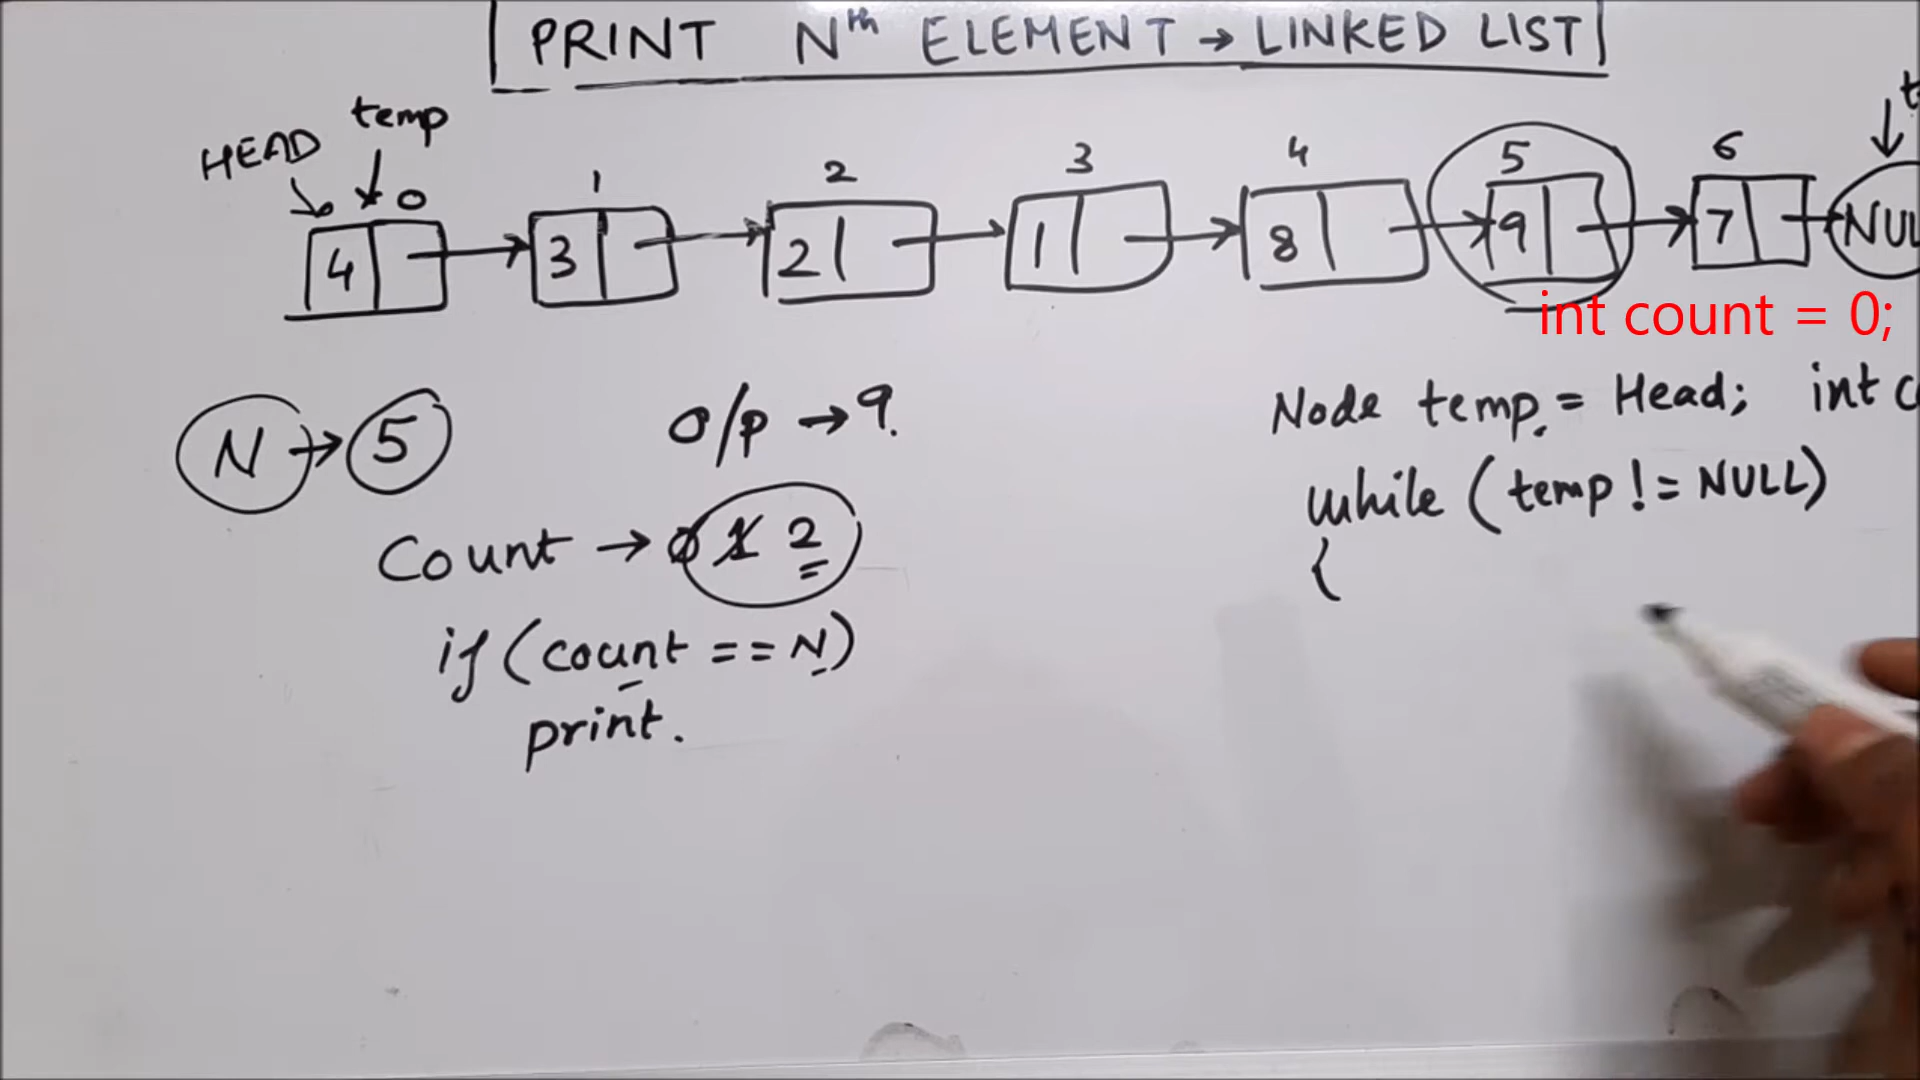 PRINT Nth ELEMENT → LINKED LIST
temp
HEAD
0 1 2 3 4 5 6
4 3 2 1 8 9 7
int count = 0;
N → 5
O/P → 9.
Node temp = Head; int
while (temp != NULL)
{
Count → 0 1 2
if (count == N)
print.